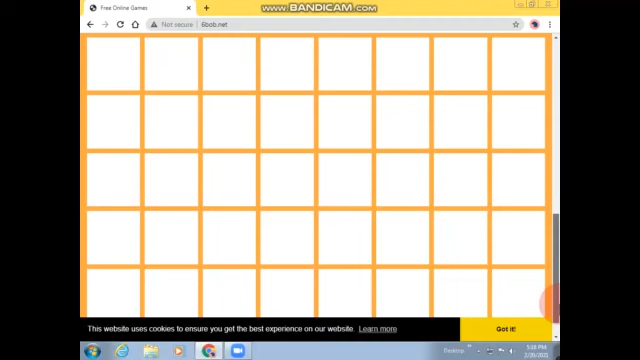 www.BANDICAM.com
Free Online Games
Not secure | 6bob.net
This website uses cookies to ensure you get the best experience on our website. Learn more
Got it!
Desktop
5:08 PM